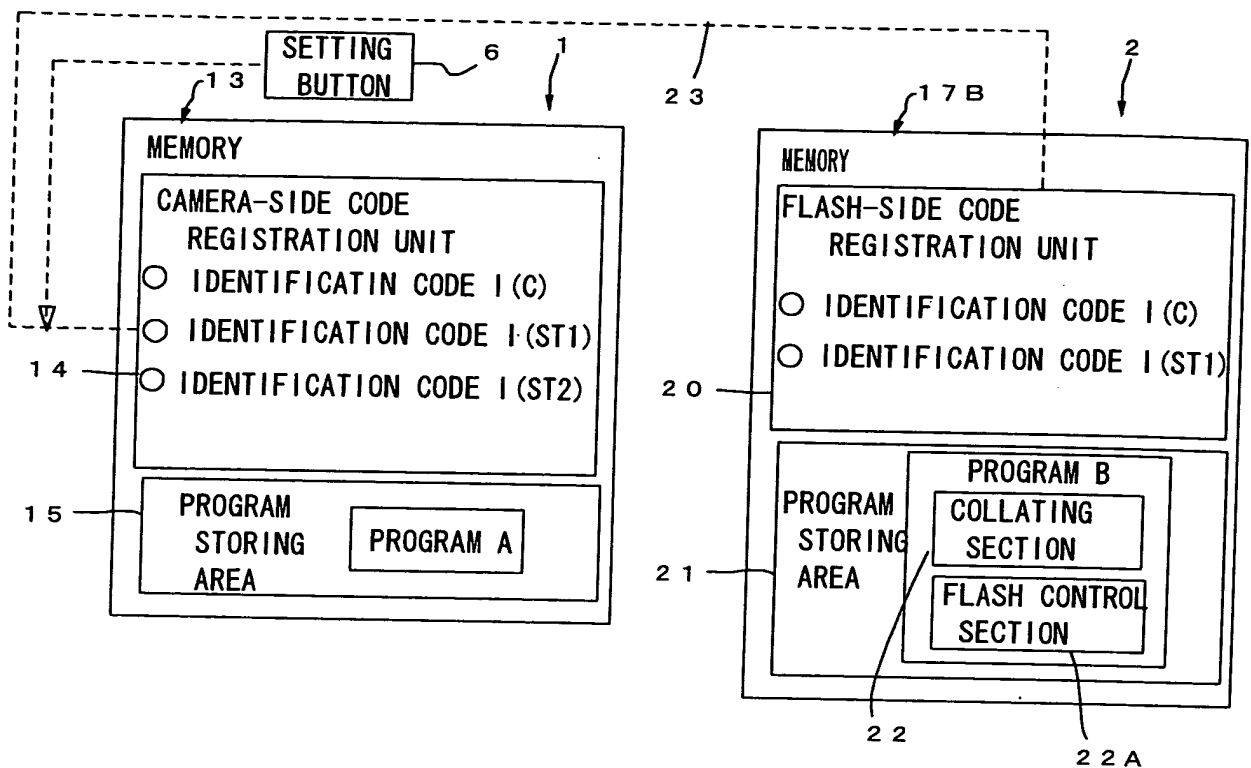 SETTING
BUTTON
6
1
23
2
13
17B
MEMORY
CAMERA-SIDE CODE
REGISTRATION UNIT
IDENTIFICATIN CODE I(C)
IDENTIFICATION CODE I(ST1)
14
IDENTIFICATION CODE I(ST2)
15
PROGRAM
STORING
AREA
PROGRAM A
MEMORY
FLASH-SIDE CODE
REGISTRATION UNIT
IDENTIFICATION CODE I(C)
IDENTIFICATION CODE I(ST1)
20
PROGRAM
STORING
AREA
21
PROGRAM B
COLLATING
SECTION
FLASH CONTROL
SECTION
22
22A